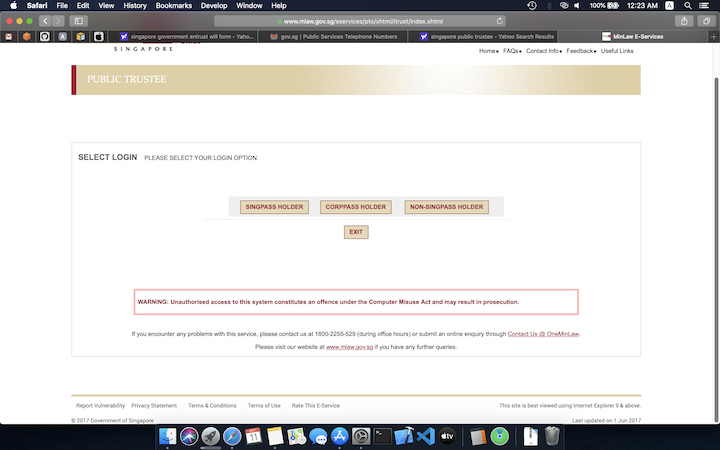 Safari File Edit View History Bookmarks Develop Window Help 100% 12:23 AM A
www.mlaw.gov.sg/eservices/pto/xhtml/itrust/index.xhtml
singapore government entrust will form - Yaho... gov.sg | Public Services Telephone Numbers singapore public trustee - Yahoo Search Results MinLaw E-Services
SINGAPORE
Home FAQs Contact Info Feedback Useful Links
PUBLIC TRUSTEE
SELECT LOGIN PLEASE SELECT YOUR LOGIN OPTION.
SINGPASS HOLDER CORPPASS HOLDER NON-SINGPASS HOLDER
EXIT
WARNING: Unauthorised access to this system constitutes an offence under the Computer Misuse Act and may result in prosecution.
If you encounter any problems with this service, please contact us at 1800-2255-529 (during office hours) or submit an online enquiry through Contact Us @ OneMinLaw.
Please visit our website at www.mlaw.gov.sg if you have any further queries.
Report Vulnerability Privacy Statement Terms & Conditions Terms of Use Rate This E-Service This site is best viewed using Internet Explorer 9 & above.
© 2017 Government of Singapore Last updated on 1 Jun 2017
11
tv